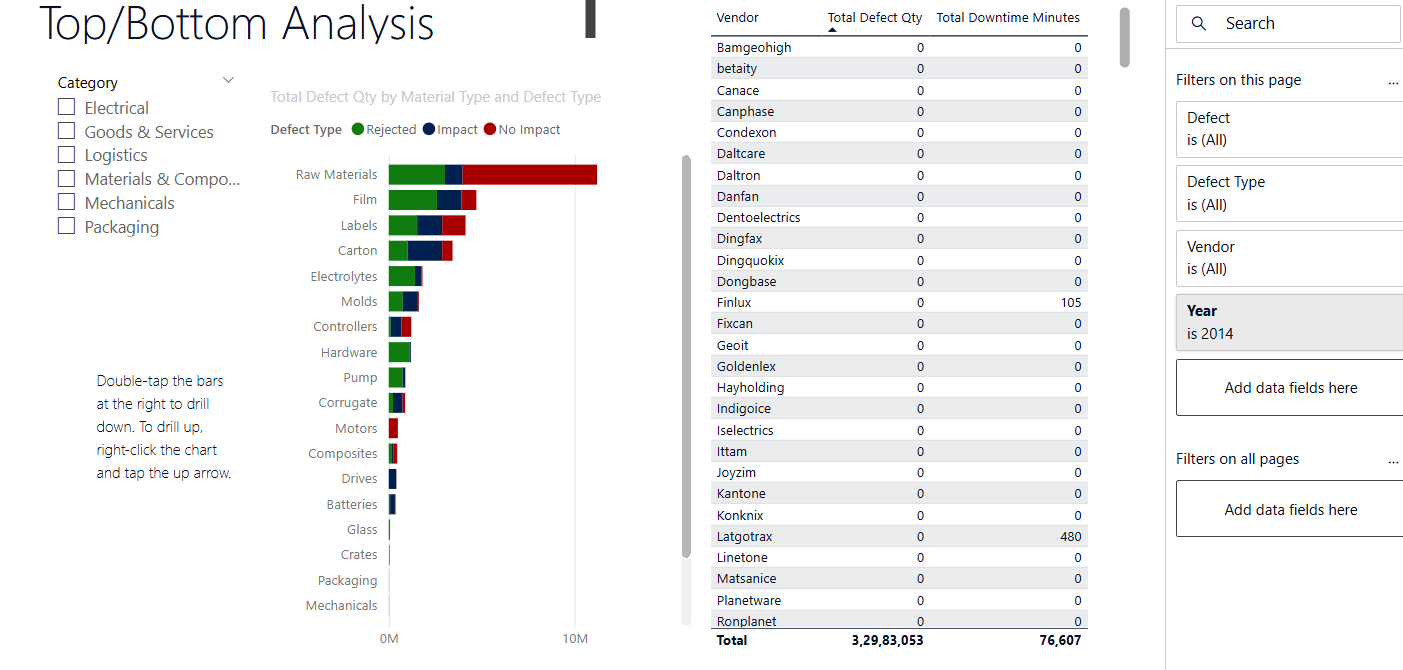 Top/Bottom Analysis
Category
Electrical
Goods & Services
Logistics
Materials & Compo...
Mechanicals
Packaging
Double-tap the bars
at the right to drill
down. To drill up,
right-click the chart
and tap the up arrow.
Total Defect Qty by Material Type and Defect Type
Defect Type Rejected Impact No Impact
Raw Materials
Film
Labels
Carton
Electrolytes
Molds
Controllers
Hardware
Pump
Corrugate
Motors
Composites
Drives
Batteries
Glass
Crates
Packaging
Mechanicals
0M 10M
Vendor Total Defect Qty Total Downtime Minutes
Bamgeohigh 0 0
betaity 0 0
Canace 0 0
Canphase 0 0
Condexon 0 0
Daltcare 0 0
Daltron 0 0
Danfan 0 0
Dentoelectrics 0 0
Dingfax 0 0
Dingquokix 0 0
Dongbase 0 0
Finlux 0 105
Fixcan 0 0
Geoit 0 0
Goldenlex 0 0
Hayholding 0 0
Indigoice 0 0
Iselectrics 0 0
Ittam 0 0
Joyzim 0 0
Kantone 0 0
Konknix 0 0
Latgotrax 0 480
Linetone 0 0
Matsanice 0 0
Planetware 0 0
Ronplanet 0 0
Total 3,29,83,053 76,607
Search
Filters on this page ...
Defect
is (All)
Defect Type
is (All)
Vendor
is (All)
Year
is 2014
Add data fields here
Filters on all pages ...
Add data fields here